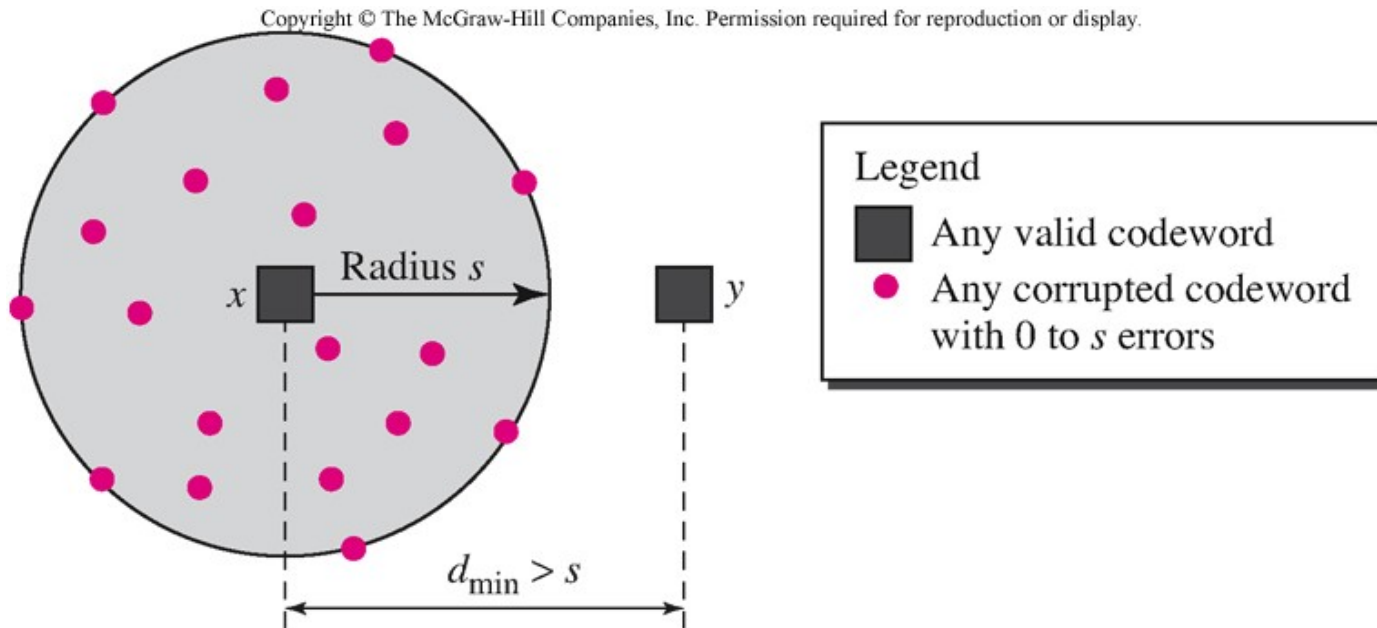 Copyright © The McGraw-Hill Companies, Inc. Permission required for reproduction or display.
x
Radius s
y
d_min > s
Legend
Any valid codeword
Any corrupted codeword
with 0 to s errors